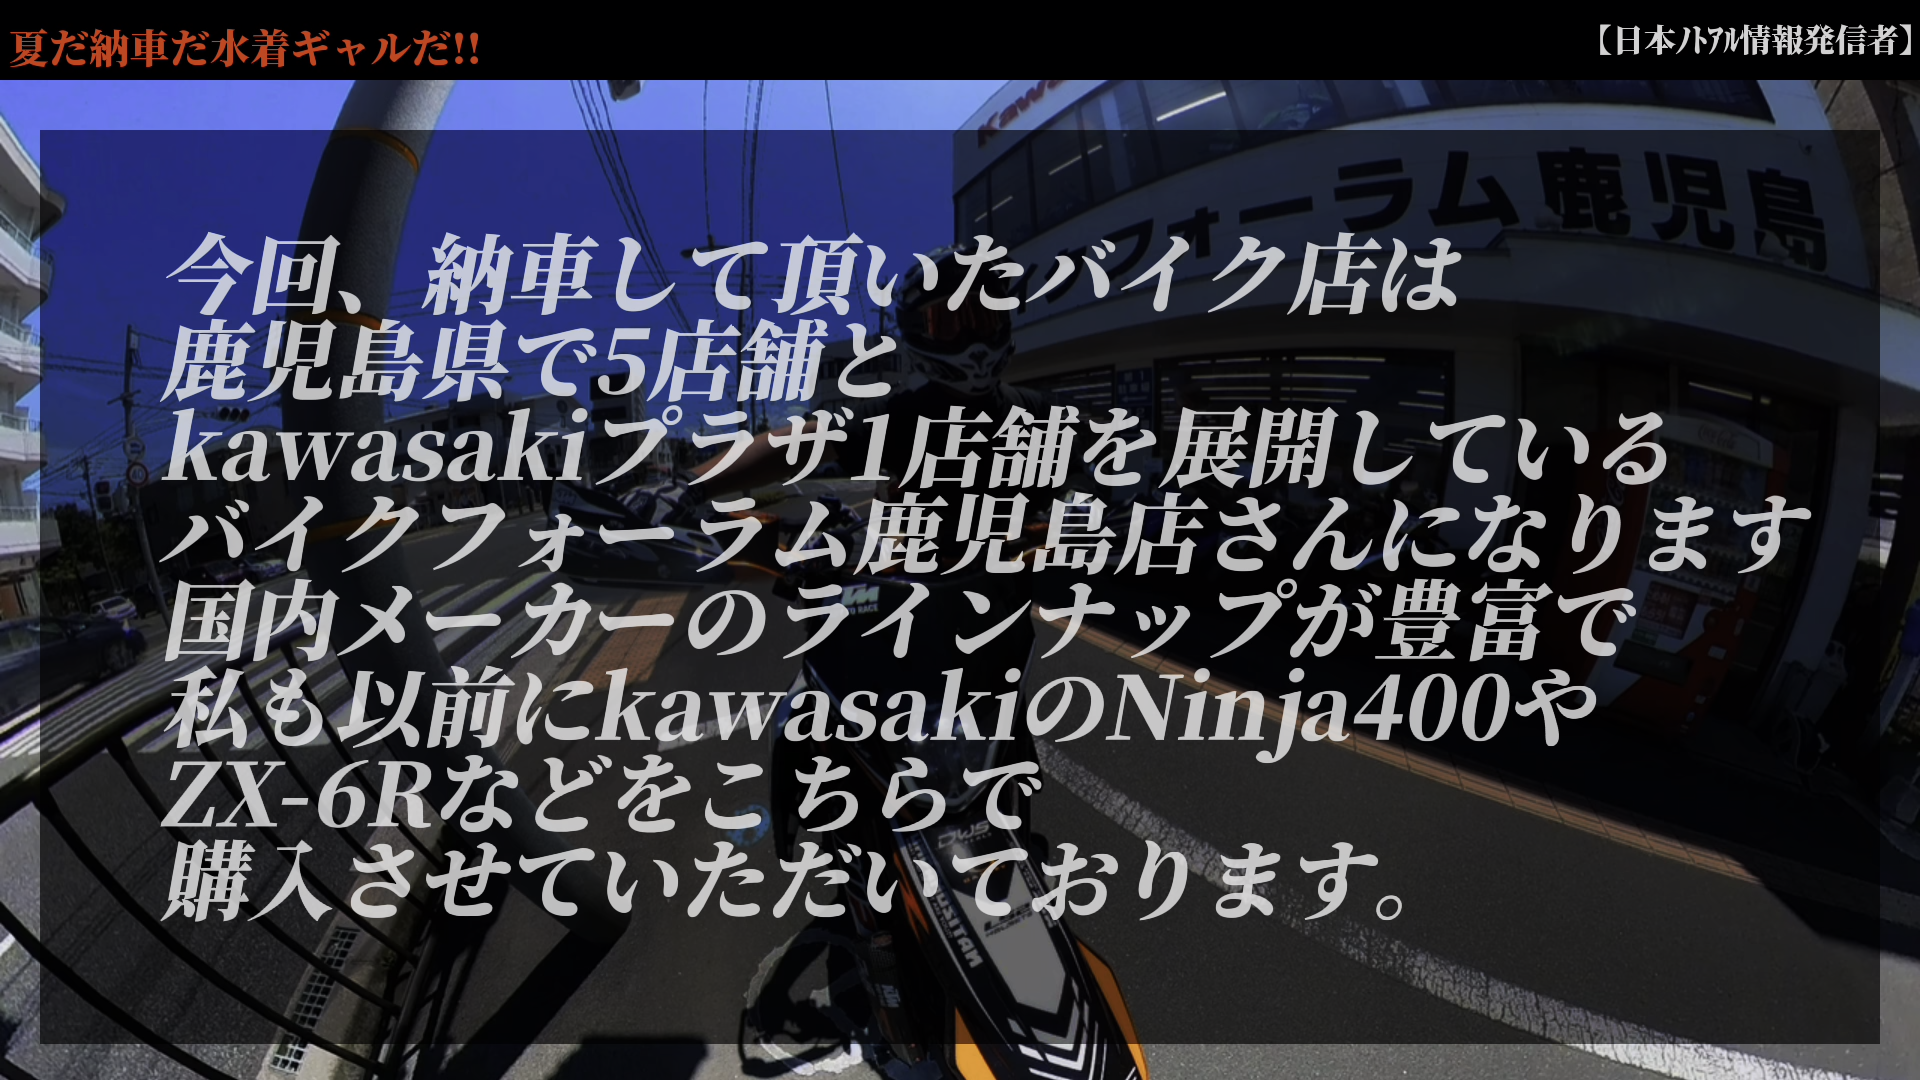 夏だ納車だ水着ギャルだ!!
【日本ﾉﾄｱﾙ情報発信者】
フォーラム鹿児島
今回、納車して頂いたバイク店は
鹿児島県で5店舗と
kawasakiプラザ1店舗を展開している
バイクフォーラム鹿児島店さんになります
国内メーカーのラインナップが豊富で
私も以前にkawasakiのNinja400や
ZX-6Rなどをこちらで
購入させていただいております。
DWS